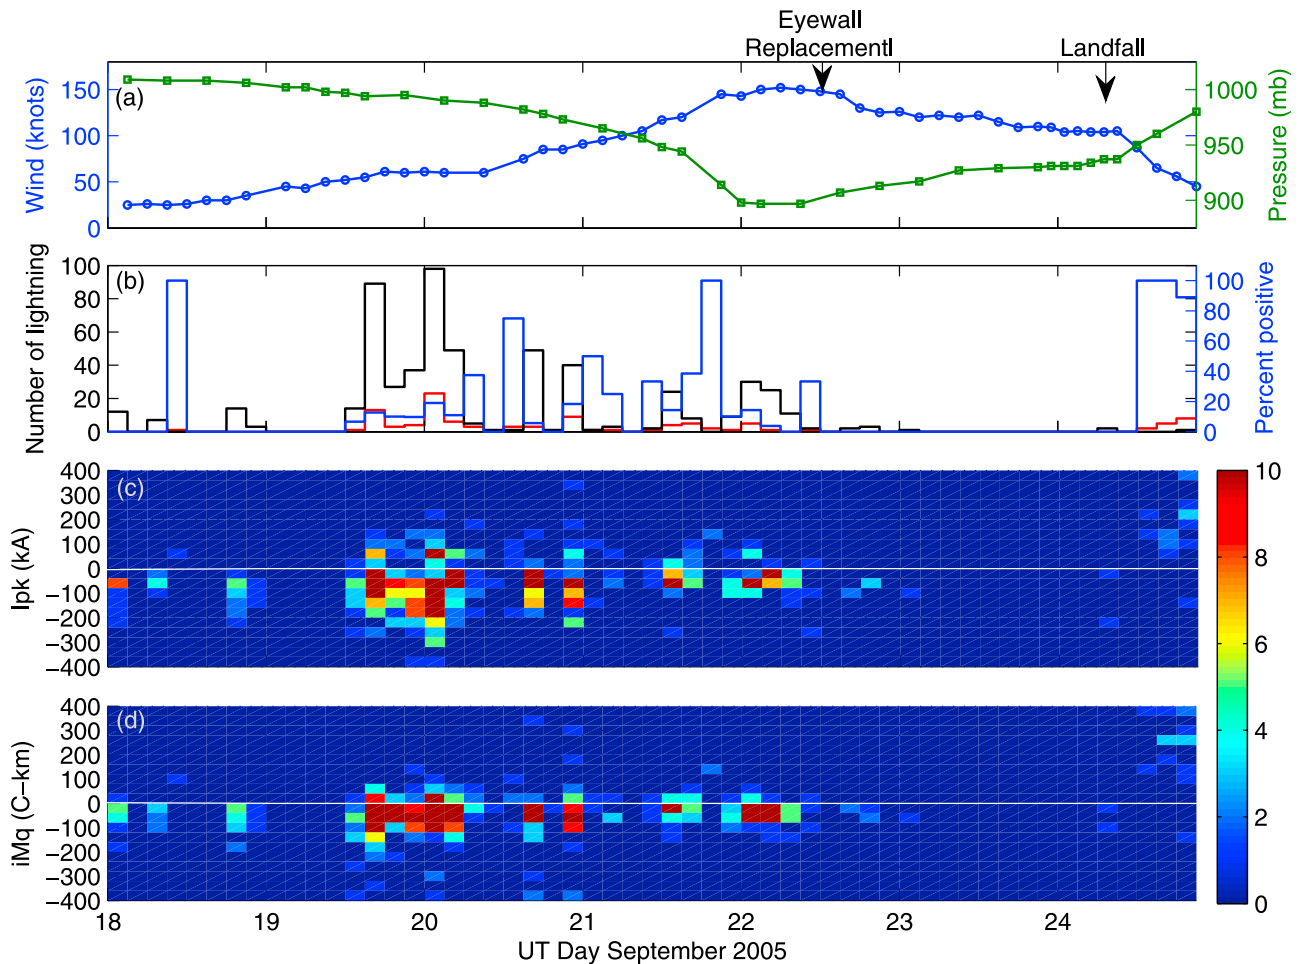 Eyewall
Replacementl
Landfall
(a)
Wind (knots)
150
100
50
0
1000
950
900
Pressure (mb)
(b)
Number of lightning
100
80
60
40
20
0
100
80
60
40
20
0
Percent positive
(c)
Ipk (kA)
400
300
200
100
0
−100
−200
−300
−400
(d)
iMq (C−km)
400
300
200
100
0
−100
−200
−300
−400
10
8
6
4
2
0
18 19 20 21 22 23 24
UT Day September 2005